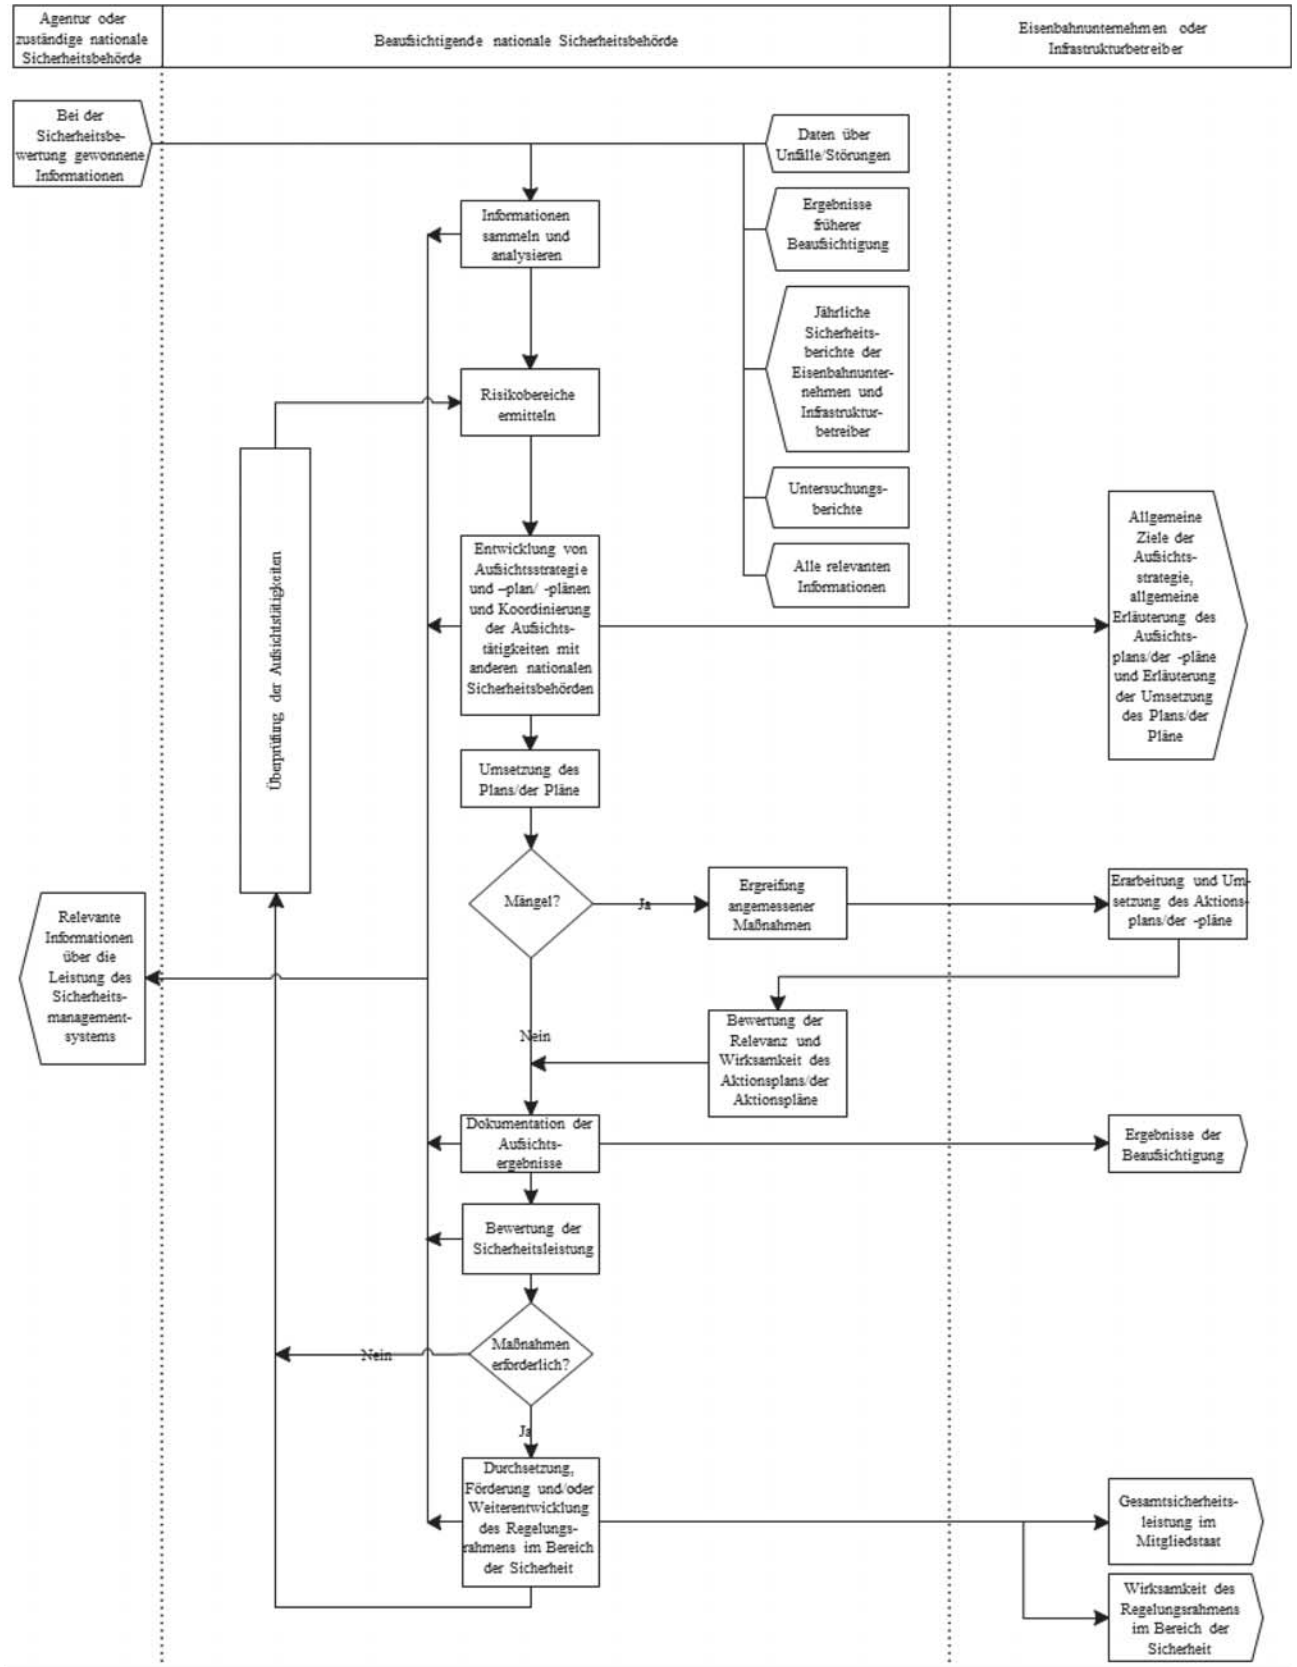 Agentur oder
zuständige nationale
Sicherheitsbehörde
Beaufsichtigende nationale Sicherheitsbehörde
Eisenbahnunternehmen oder
Infrastrukturbetreiber
Bei der
Sicherheitsbe-
wertung gewonnene
Informationen
Daten über
Unfälle/Störungen
Informationen
sammeln und
analysieren
Ergebnisse
früherer
Beaufsichtigung
Jährliche
Sicherheits-
berichte der
Eisenbahnunter-
nehmen und
Infrastruktur-
betreiber
Risikobereiche
ermitteln
Untersuchungs-
berichte
Alle relevanten
Informationen
Überprüfung der Aufsichtstätigkeiten
Entwicklung von
Aufsichtsstrategie
und –plan/ -plänen
und Koordinierung
der Aufsichts-
tätigkeiten mit
anderen nationalen
Sicherheitsbehörden
Allgemeine
Ziele der
Aufsichts-
strategie,
allgemeine
Erläuterung des
Aufsichts-
plans/der -pläne
und Erläuterung
der Umsetzung
des Plans/der
Pläne
Umsetzung des
Plans/der Pläne
Mängel?
Ja
Ergreifung
angemessener
Maßnahmen
Erarbeitung und Um-
setzung des Aktions-
plans/der -pläne
Relevante
Informationen
über die
Leistung des
Sicherheits-
management-
systems
Nein
Bewertung der
Relevanz und
Wirksamkeit des
Aktionsplans/der
Aktionspläne
Dokumentation der
Aufsichts-
ergebnisse
Ergebnisse der
Beaufsichtigung
Bewertung der
Sicherheitsleistung
Maßnahmen
erforderlich?
Nein
Ja
Durchsetzung,
Förderung und/oder
Weiterentwicklung
des Regelungs-
rahmens im Bereich
der Sicherheit
Gesamtsicherheits-
leistung im
Mitgliedstaat
Wirksamkeit des
Regelungsrahmens
im Bereich der
Sicherheit